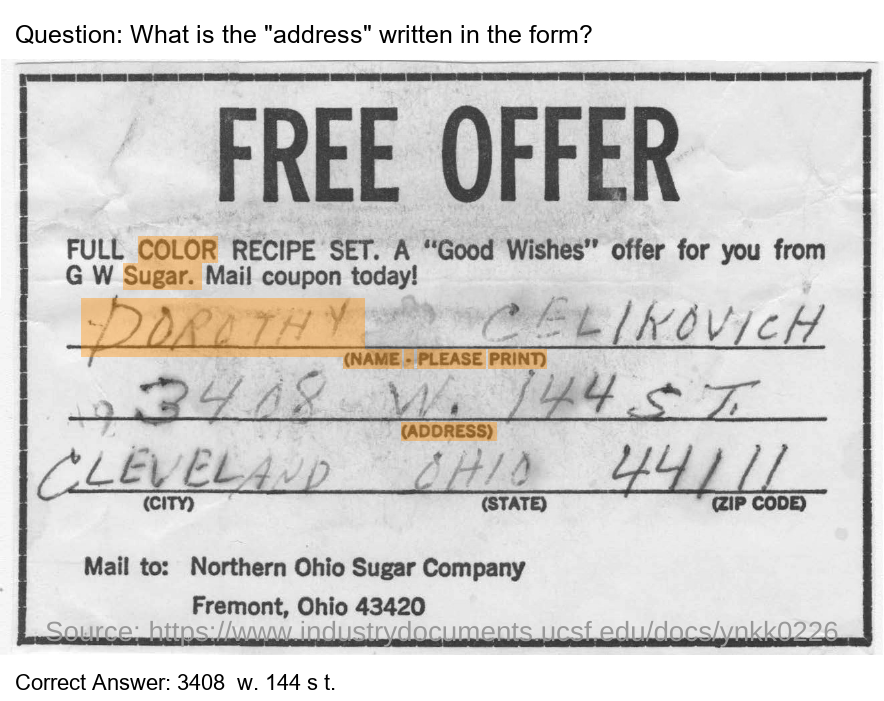 Question: What is the "address" written in the form?
FREE OFFER
FULL COLOR RECIPE SET. A “Good Wishes” offer for you from
G W Sugar. Mail coupon today!
DOROTHY CELIKOVICH
(NAME - PLEASE PRINT)
3408 W. 144 ST.
(ADDRESS)
CLEVELAND OHIO 44111
(CITY) (STATE) (ZIP CODE)
Mail to: Northern Ohio Sugar Company
Fremont, Ohio 43420
Source: https://www.industrydocuments.ucsf.edu/docs/ynkk0226
Correct Answer: 3408 w. 144 s t.